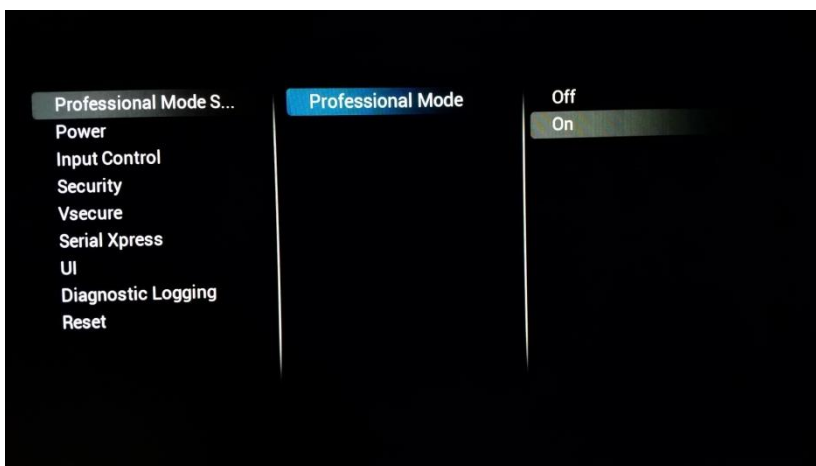 Professional Mode S...
Power
Input Control
Security
Vsecure
Serial Xpress
UI
Diagnostic Logging
Reset
Professional Mode
Off
On